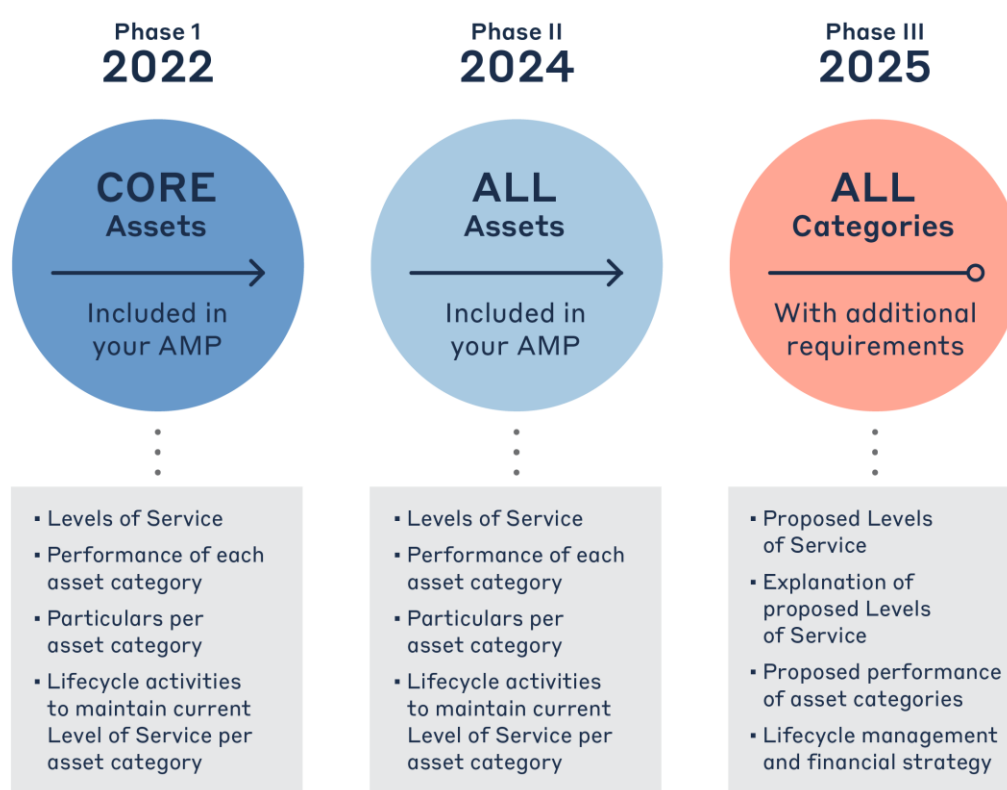 Phase 1
2022
CORE
Assets
Included in
your AMP
▪ Levels of Service
▪ Performance of each
asset category
▪ Particulars per
asset category
▪ Lifecycle activities
to maintain current
Level of Service per
asset category
Phase II
2024
ALL
Assets
Included in
your AMP
▪ Levels of Service
▪ Performance of each
asset category
▪ Particulars per
asset category
▪ Lifecycle activities
to maintain current
Level of Service per
asset category
Phase III
2025
ALL
Categories
With additional
requirements
▪ Proposed Levels
of Service
▪ Explanation of
proposed Levels
of Service
▪ Proposed performance
of asset categories
▪ Lifecycle management
and financial strategy